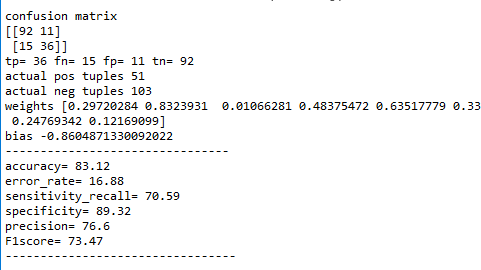 confusion matrix
[[92 11]
 [15 36]]
tp= 36 fn= 15 fp= 11 tn= 92
actual pos tuples 51
actual neg tuples 103
weights [0.29720284 0.8323931  0.01066281 0.48375472 0.63517779 0.33
 0.24769342 0.12169099]
bias -0.8604871330092022
--------------------------------
accuracy= 83.12
error_rate= 16.88
sensitivity_recall= 70.59
specificity= 89.32
precision= 76.6
F1score= 73.47
---------------------------------